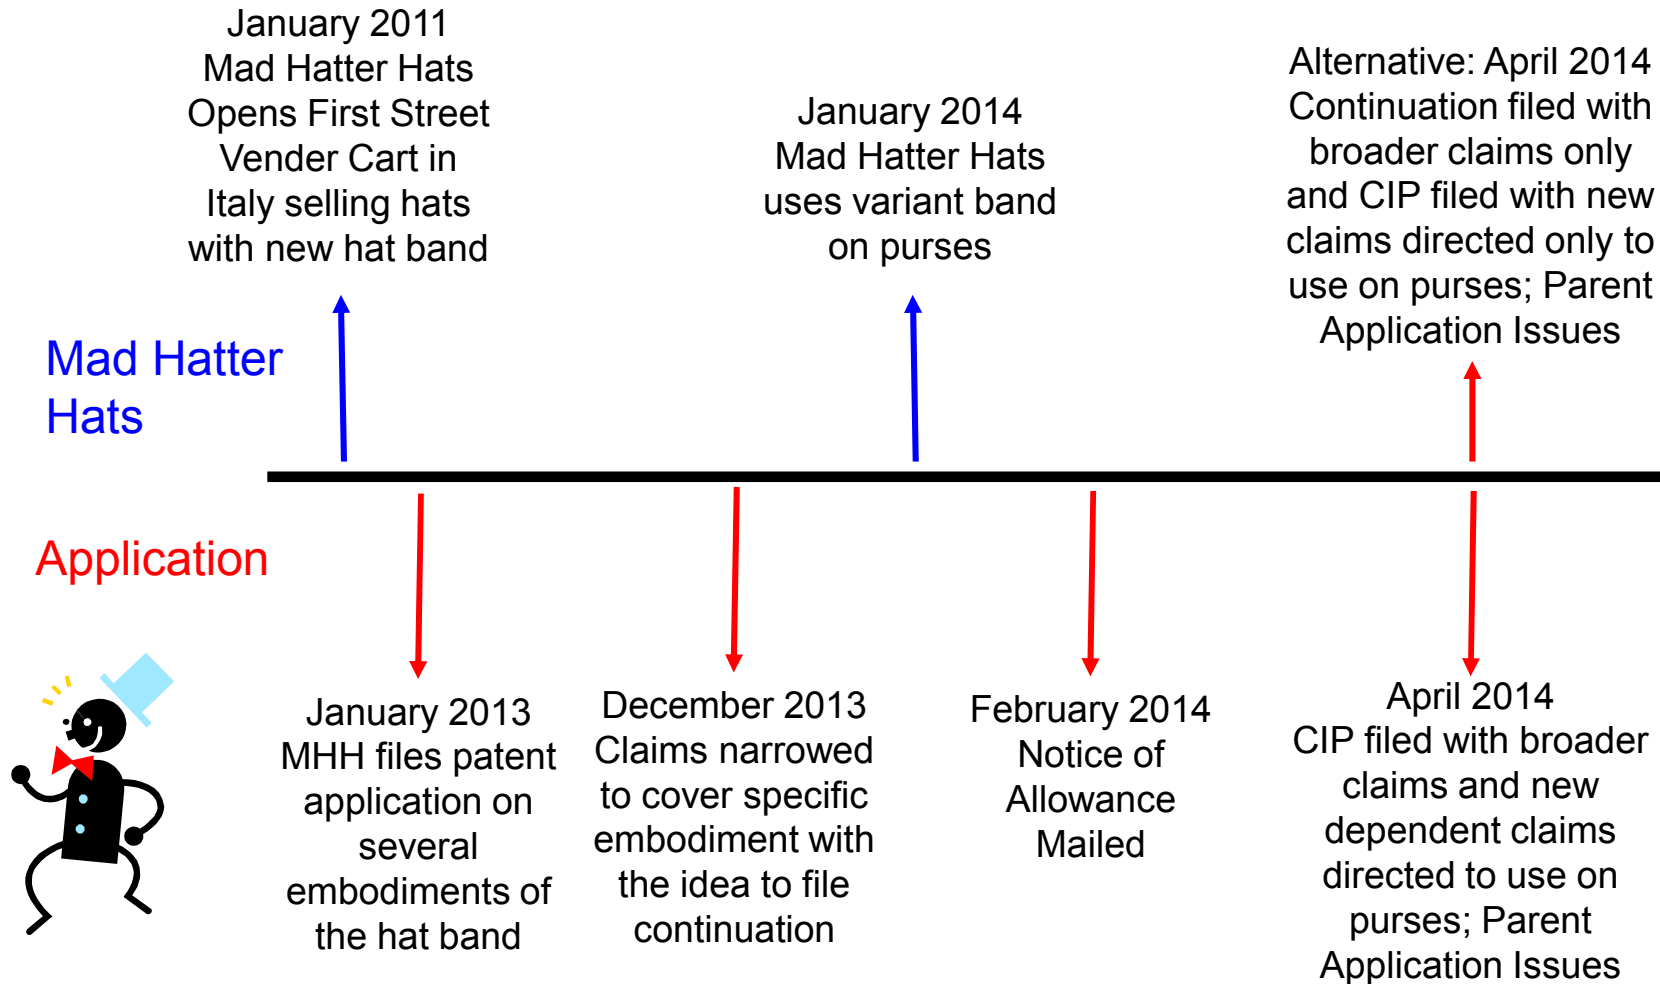 January 2011
Mad Hatter Hats
Opens First Street
Vender Cart in
Italy selling hats
with new hat band
January 2014
Mad Hatter Hats
uses variant band
on purses
Alternative: April 2014
Continuation filed with
broader claims only
and CIP filed with new
claims directed only to
use on purses; Parent
Application Issues
Mad Hatter
Hats
Application
January 2013
MHH files patent
application on
several
embodiments of
the hat band
December 2013
Claims narrowed
to cover specific
embodiment with
the idea to file
continuation
February 2014
Notice of
Allowance
Mailed
April 2014
CIP filed with broader
claims and new
dependent claims
directed to use on
purses; Parent
Application Issues